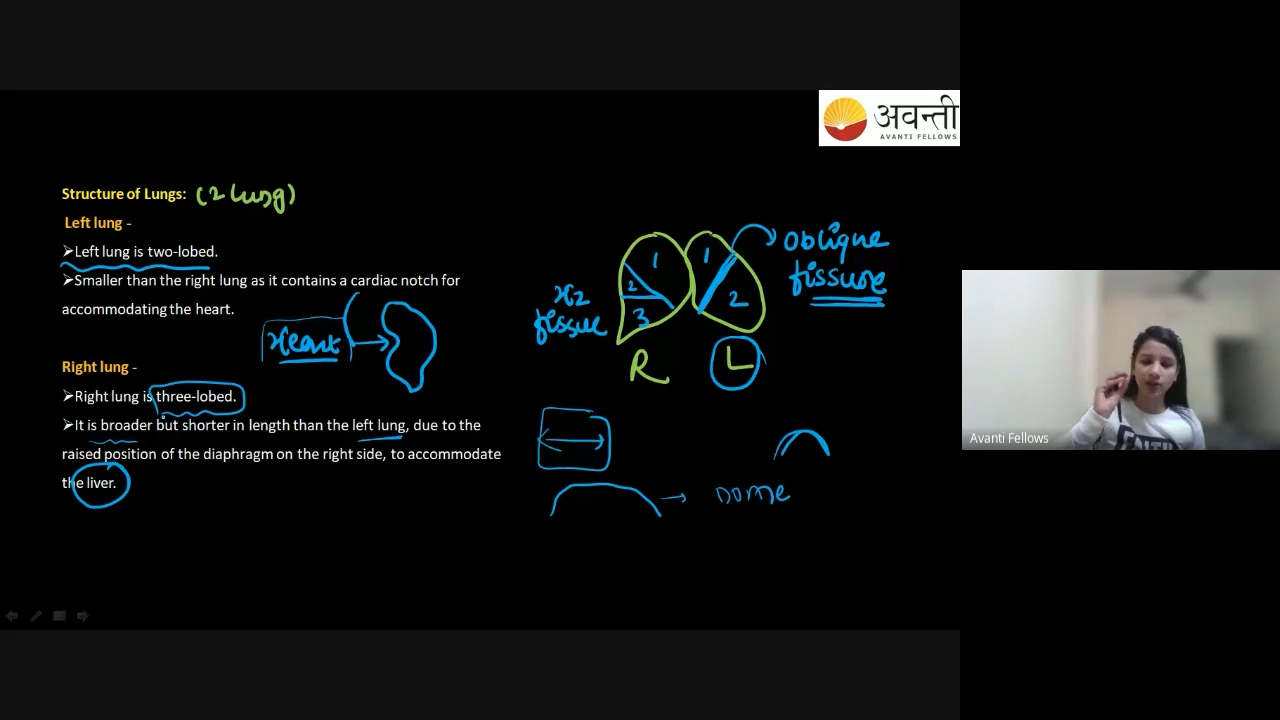 अवन्ती
AVANTI FELLOWS
Structure of Lungs: (2 lung)
Left lung -
➤Left lung is two-lobed.
➤Smaller than the right lung as it contains a cardiac notch for
accommodating the heart.
Heart
Right lung -
➤Right lung is three-lobed.
➤It is broader but shorter in length than the left lung, due to the
raised position of the diaphragm on the right side, to accommodate
the liver.
oblique
fissure
1
2
3
1
2
x2
fissue
R
L
Dome
Avanti Fellows